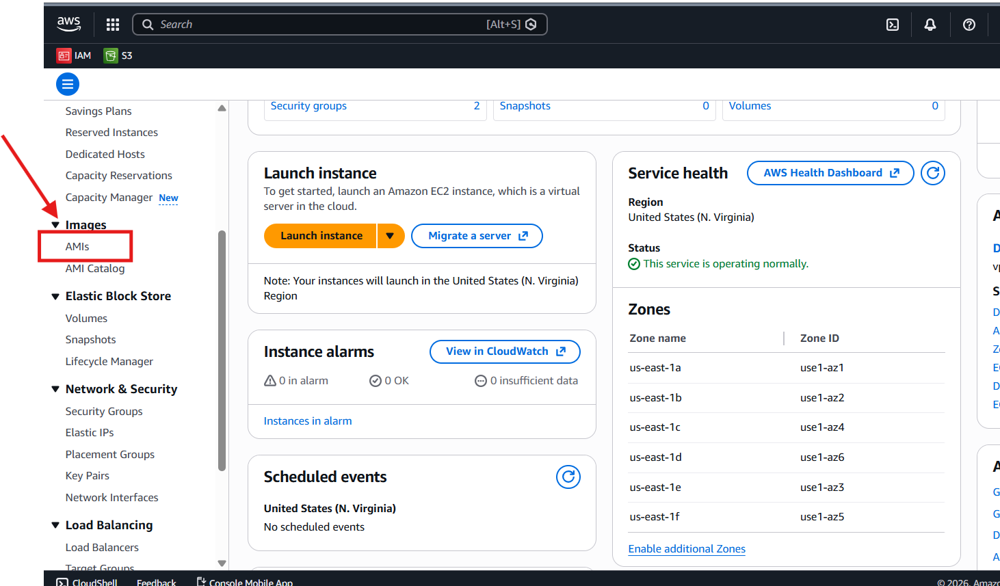 aws
Search [Alt+S]
IAM S3
Savings Plans
Reserved Instances
Dedicated Hosts
Capacity Reservations
Capacity Manager New
Images
AMIs
AMI Catalog
Elastic Block Store
Volumes
Snapshots
Lifecycle Manager
Network & Security
Security Groups
Elastic IPs
Placement Groups
Key Pairs
Network Interfaces
Load Balancing
Load Balancers
Target Groups
Security groups 2
Snapshots 0
Volumes 0
Launch instance
To get started, launch an Amazon EC2 instance, which is a virtual
server in the cloud.
Launch instance
Migrate a server
Note: Your instances will launch in the United States (N. Virginia)
Region
Instance alarms
View in CloudWatch
0 in alarm 0 OK 0 insufficient data
Instances in alarm
Scheduled events
United States (N. Virginia)
No scheduled events
Service health
AWS Health Dashboard
Region
United States (N. Virginia)
Status
This service is operating normally.
Zones
Zone name Zone ID
us-east-1a use1-az1
us-east-1b use1-az2
us-east-1c use1-az4
us-east-1d use1-az6
us-east-1e use1-az3
us-east-1f use1-az5
Enable additional Zones
CloudShell Feedback Console Mobile App
© 2026,